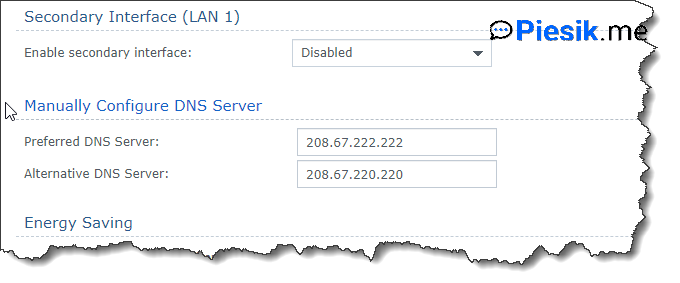 Secondary Interface (LAN 1)
Piesik.me
Enable secondary interface: Disabled
Manually Configure DNS Server
Preferred DNS Server: 208.67.222.222
Alternative DNS Server: 208.67.220.220
Energy Saving